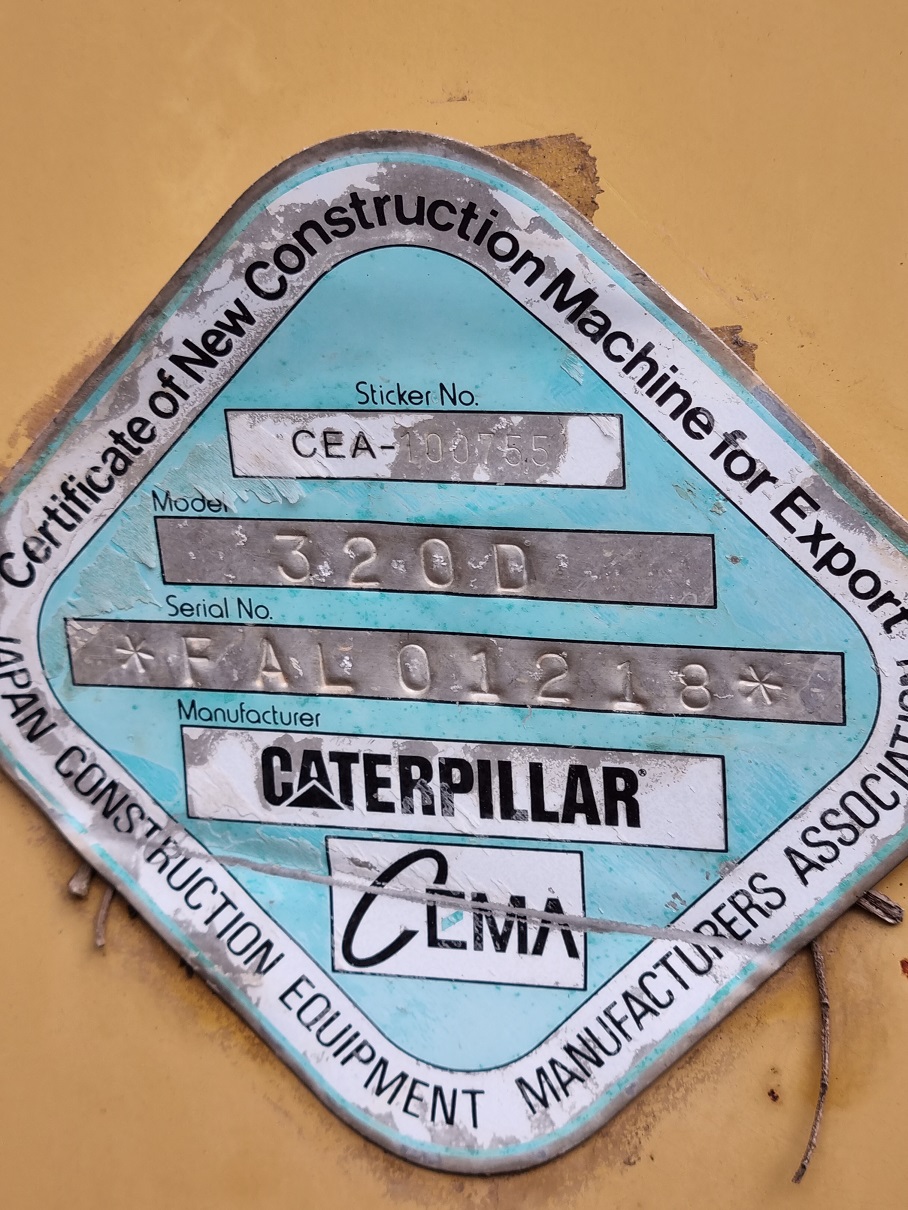 Certificate of New Construction Machine for Export
Sticker No.
CEA-100755
Model
320D
Serial No.
*FAL01218*
Manufacturer
CATERPILLAR®
CEMA
JAPAN CONSTRUCTION EQUIPMENT MANUFACTURERS ASSOCIATION